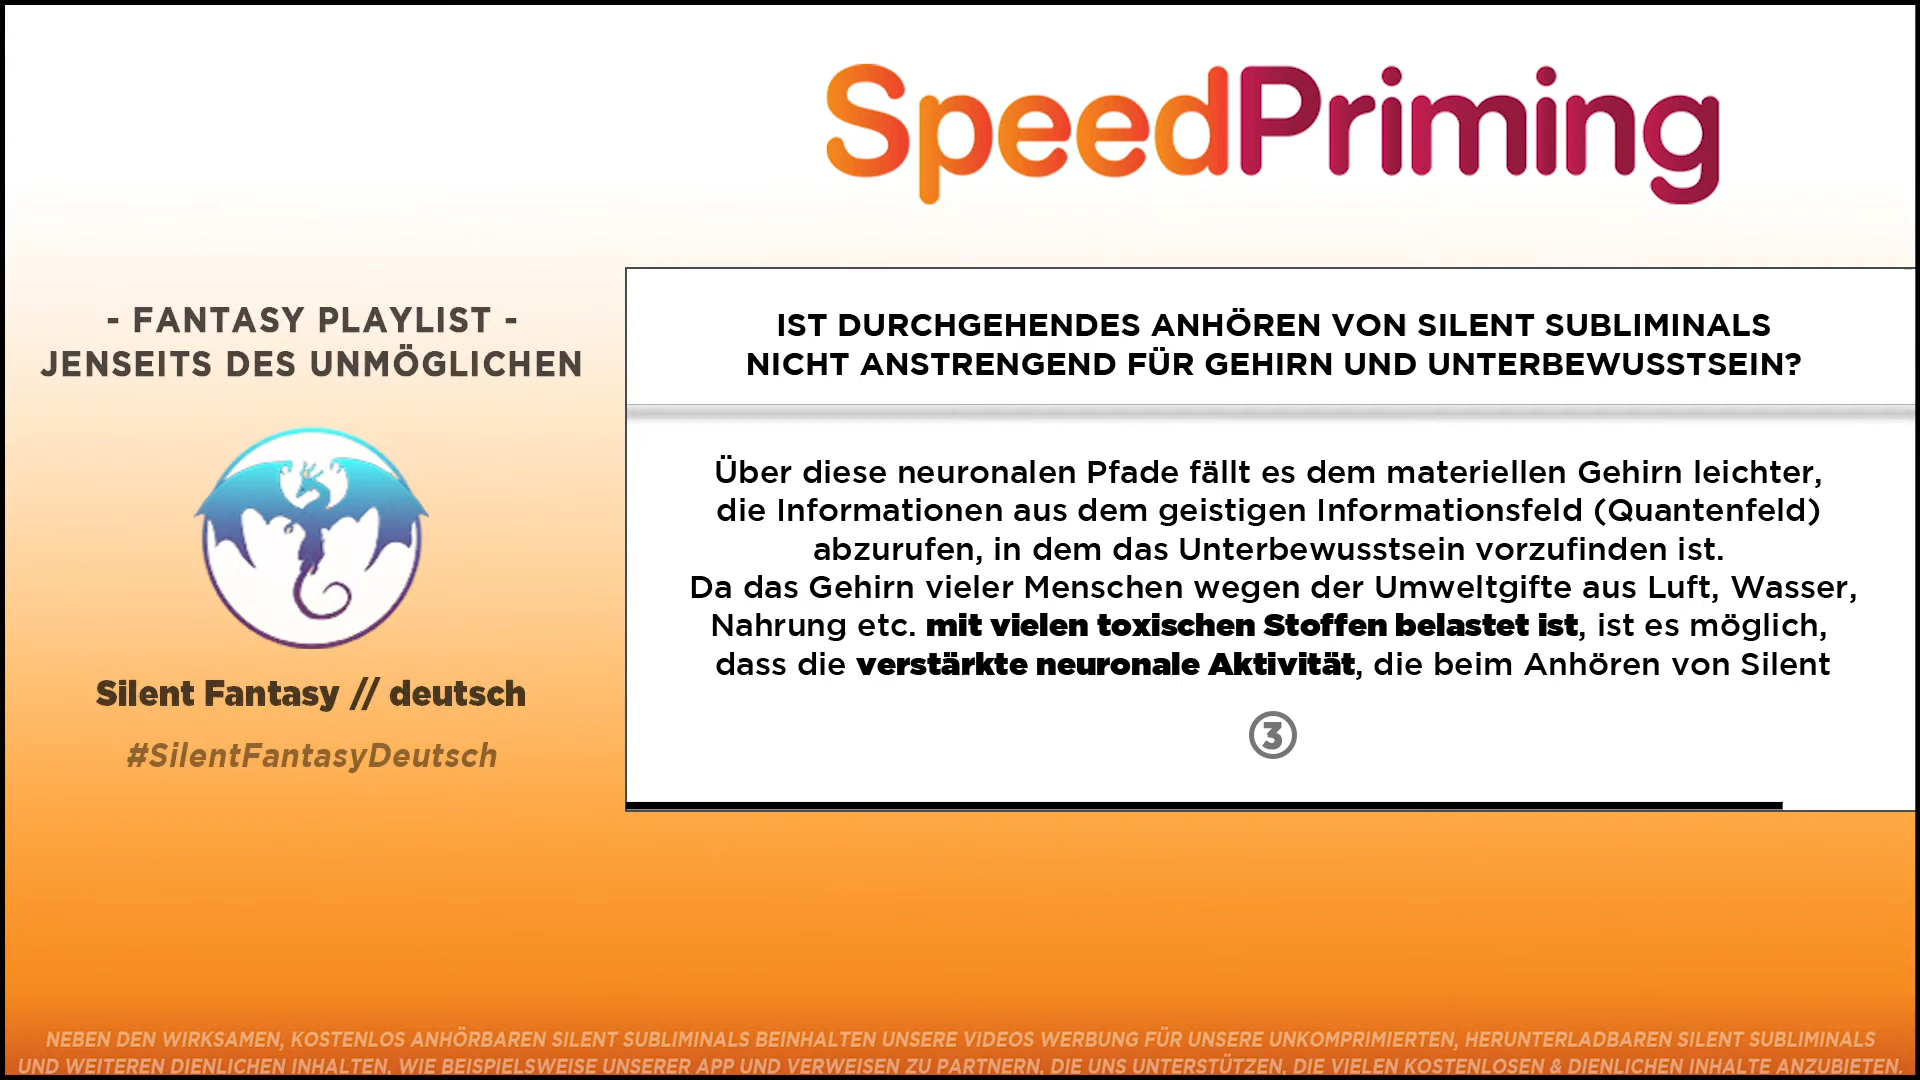 SpeedPriming
- FANTASY PLAYLIST -
JENSEITS DES UNMÖGLICHEN
Silent Fantasy // deutsch
#SilentFantasyDeutsch
IST DURCHGEHENDES ANHÖREN VON SILENT SUBLIMINALS
NICHT ANSTRENGEND FÜR GEHIRN UND UNTERBEWUSSTSEIN?
Über diese neuronalen Pfade fällt es dem materiellen Gehirn leichter,
die Informationen aus dem geistigen Informationsfeld (Quantenfeld)
abzurufen, in dem das Unterbewusstsein vorzufinden ist.
Da das Gehirn vieler Menschen wegen der Umweltgifte aus Luft, Wasser,
Nahrung etc. mit vielen toxischen Stoffen belastet ist, ist es möglich,
dass die verstärkte neuronale Aktivität, die beim Anhören von Silent
3
NEBEN DEN WIRKSAMEN, KOSTENLOS ANHÖRBAREN SILENT SUBLIMINALS BEINHALTEN UNSERE VIDEOS WERBUNG FÜR UNSERE UNKOMPRIMIERTEN, HERUNTERLADBAREN SILENT SUBLIMINALS
UND WEITEREN DIENLICHEN INHALTEN, WIE BEISPIELSWEISE UNSERER APP UND VERWEISEN ZU PARTNERN, DIE UNS UNTERSTÜTZEN, DIE VIELEN KOSTENLOSEN & DIENLICHEN INHALTE ANZUBIETEN.